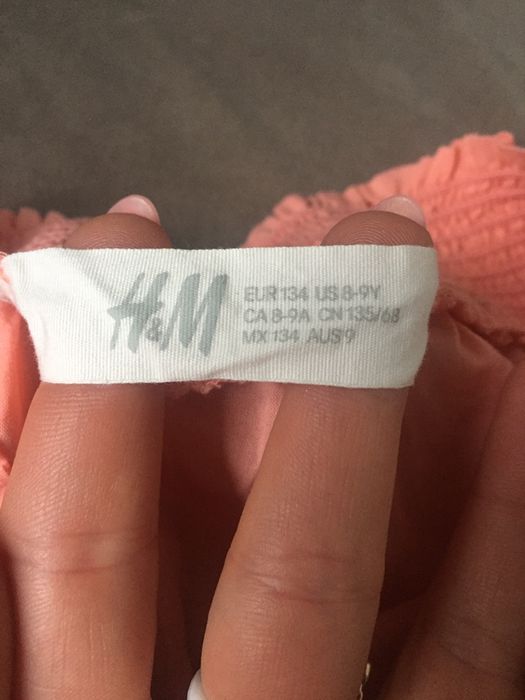 H&M
EUR 134 US 8-9Y
CA 8-9A CN 135/68
MX 134 AUS 9